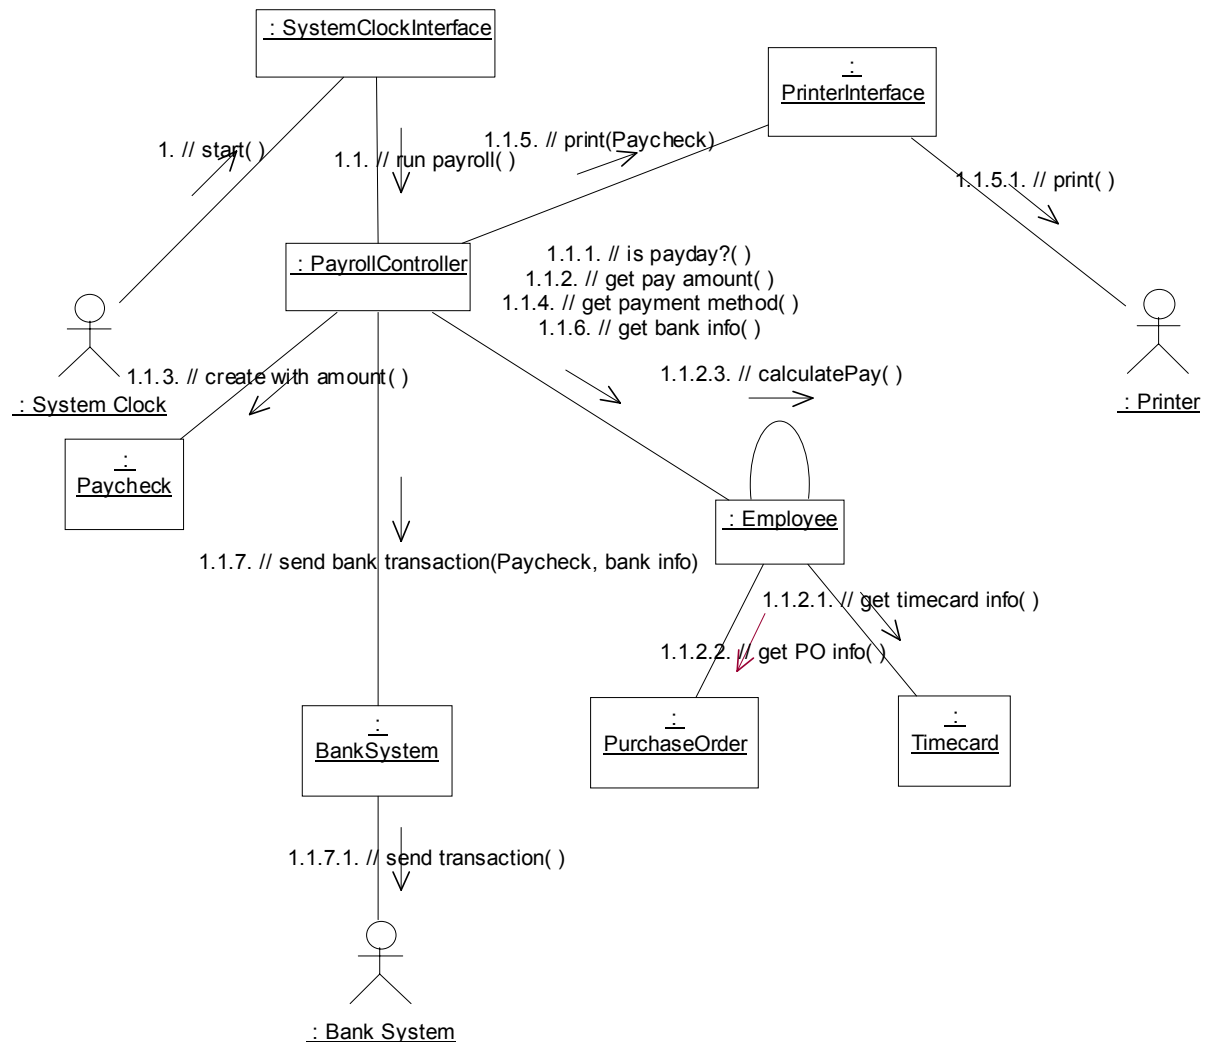 : SystemClockInterface
:
PrinterInterface
1. // start( )
1.1. // run payroll( )
1.1.5. // print(Paycheck)
1.1.5.1. // print( )
: PayrollController
1.1.1. // is payday?( )
1.1.2. // get pay amount( )
1.1.4. // get payment method( )
1.1.6. // get bank info( )
1.1.3. // create with amount( )
1.1.2.3. // calculatePay( )
: System Clock
: Printer
:
Paycheck
: Employee
1.1.7. // send bank transaction(Paycheck, bank info)
1.1.2.1. // get timecard info( )
1.1.2.2. // get PO info( )
:
BankSystem
:
PurchaseOrder
:
Timecard
1.1.7.1. // send transaction( )
: Bank System